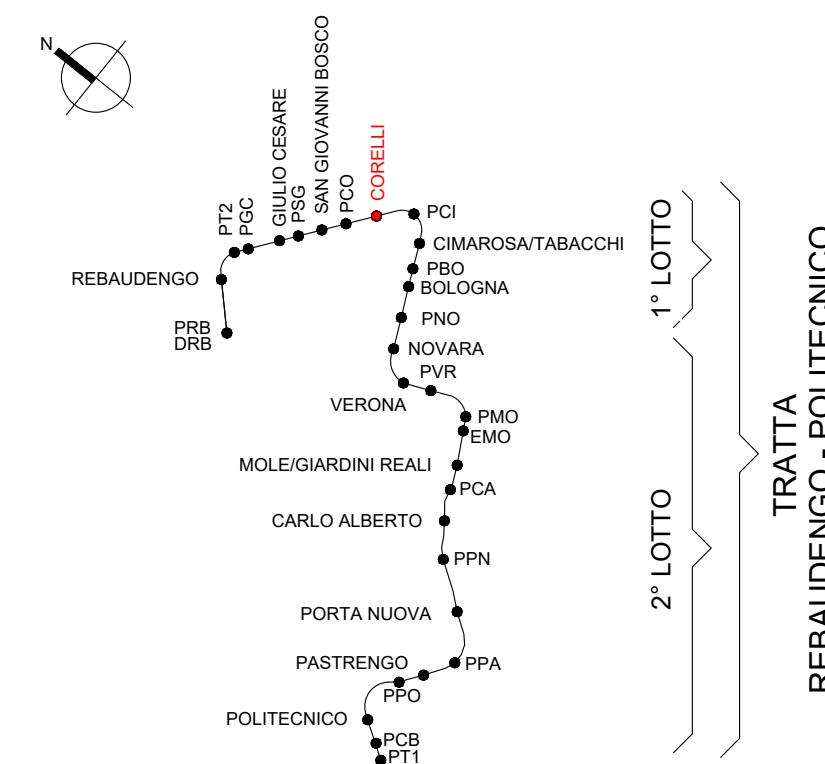 N
PT2
PGC
GIULIO CESARE
PSG
SAN GIOVANNI BOSCO
PCO
CORELLI
PCI
CIMAROSA/TABACCHI
REBAUDENGO
PBO
BOLOGNA
PRB
DRB
PNO
NOVARA
PVR
VERONA
PMO
EMO
MOLE/GIARDINI REALI
PCA
CARLO ALBERTO
PPN
PORTA NUOVA
PASTRENGO
PPA
PPO
POLITECNICO
PCB
PT1
1° LOTTO
2° LOTTO
TRATTA
REBAUDENGO - POLITECNICO